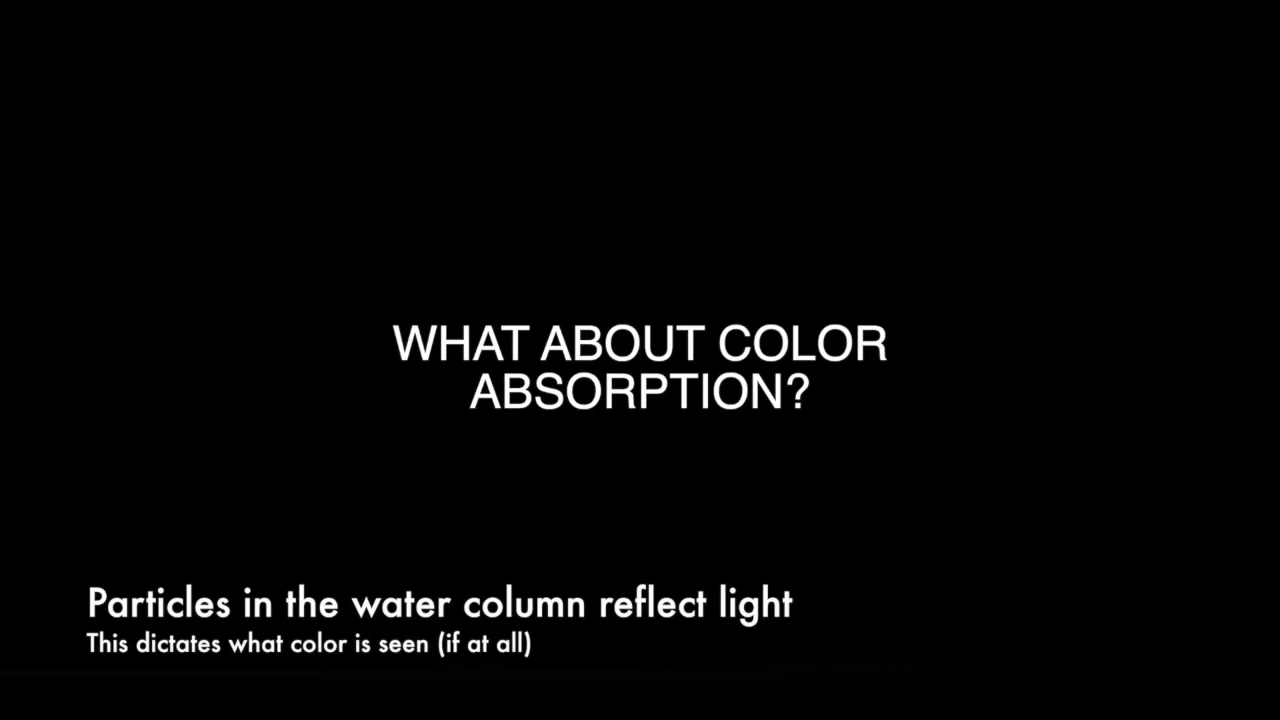 WHAT ABOUT COLOR
ABSORPTION?
Particles in the water column reflect light
This dictates what color is seen (if at all)